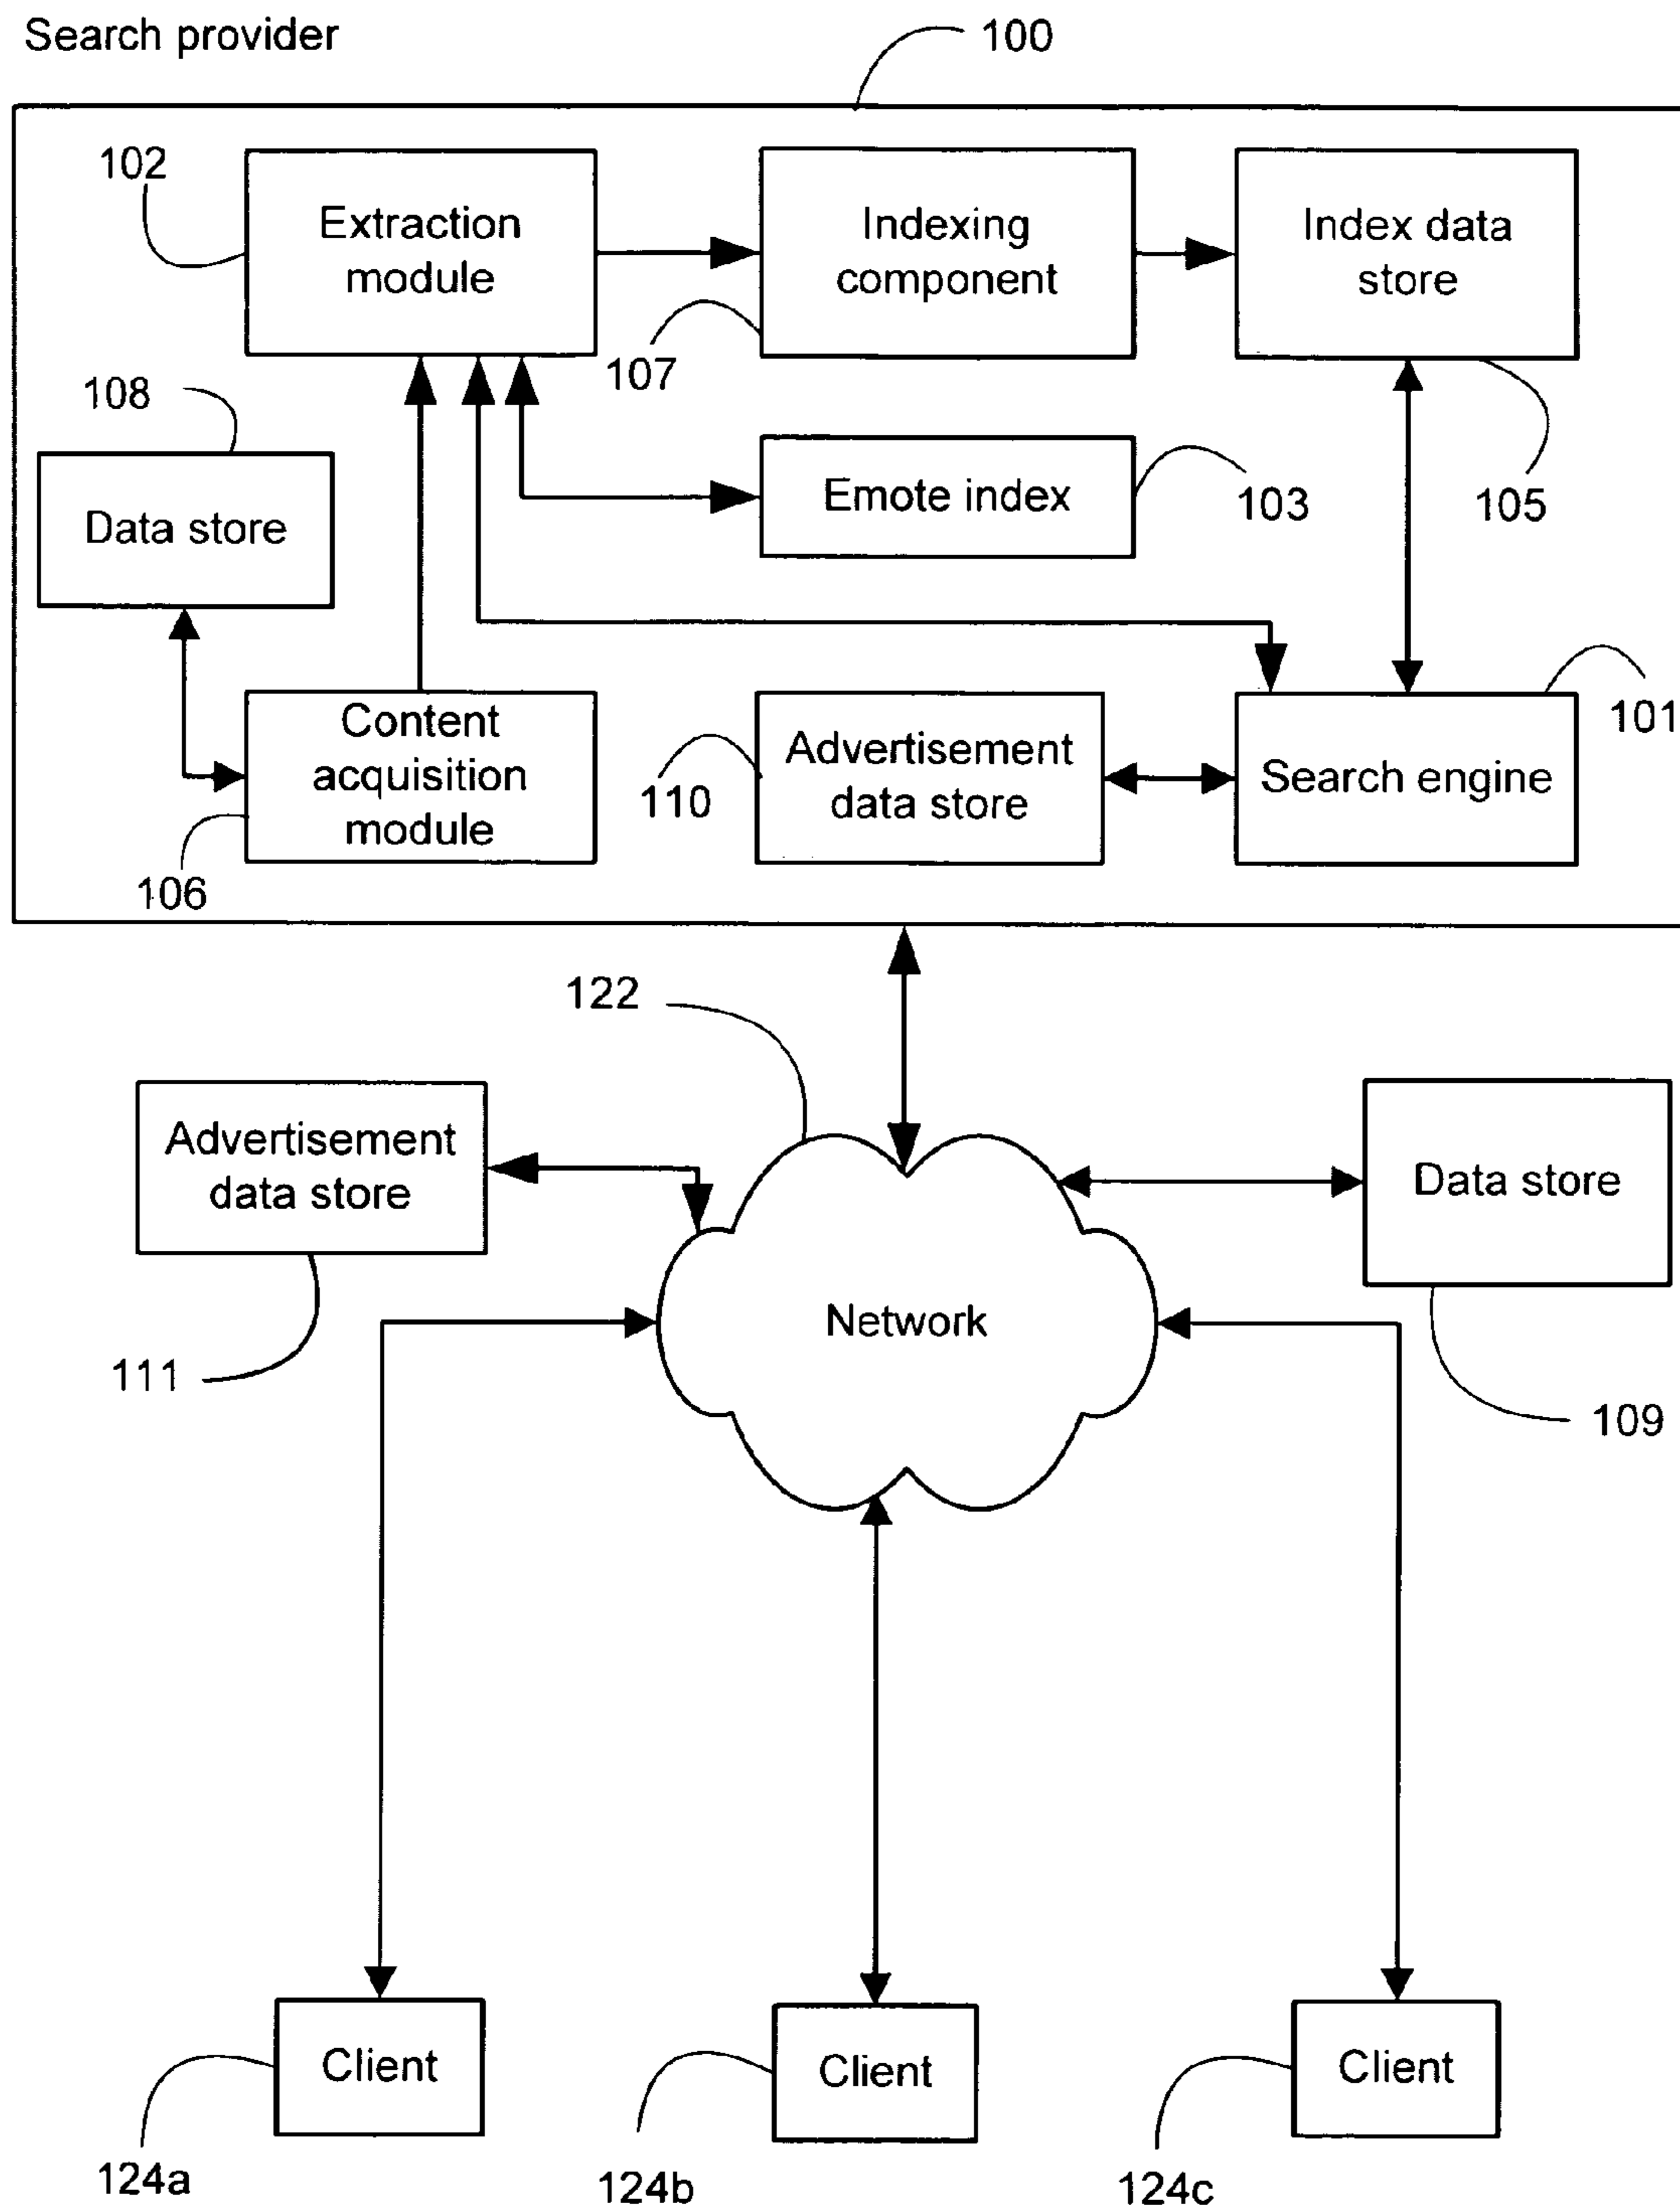 Search provider
100
102
Extraction
module
Indexing
component
Index data
store
107
108
Data store
Emote index
103
105
Content
acquisition
module
106
Advertisement
data store
110
Search engine
101
122
Advertisement
data store
111
Network
Data store
109
Client
124a
Client
124b
Client
124c